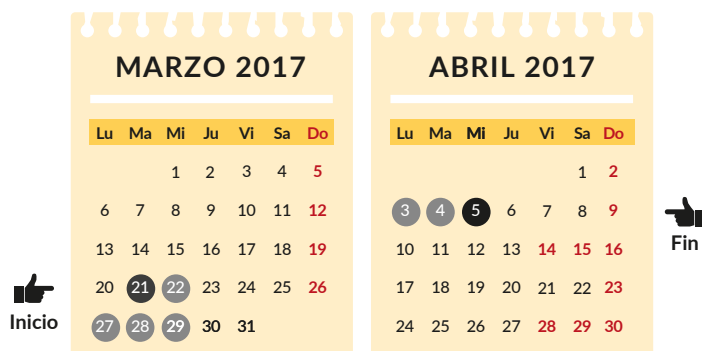 MARZO 2017
Lu Ma Mi Ju Vi Sa Do
1 2 3 4 5
6 7 8 9 10 11 12
13 14 15 16 17 18 19
20 21 22 23 24 25 26
27 28 29 30 31
Inicio
ABRIL 2017
Lu Ma Mi Ju Vi Sa Do
1 2
3 4 5 6 7 8 9
10 11 12 13 14 15 16
17 18 19 20 21 22 23
24 25 26 27 28 29 30
Fin